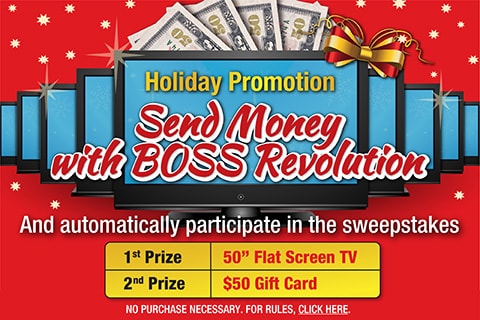 Holiday Promotion
Send Money
with BOSS Revolution
And automatically participate in the sweepstakes
1st Prize 50” Flat Screen TV
2nd Prize $50 Gift Card
NO PURCHASE NECESSARY. FOR RULES, CLICK HERE.